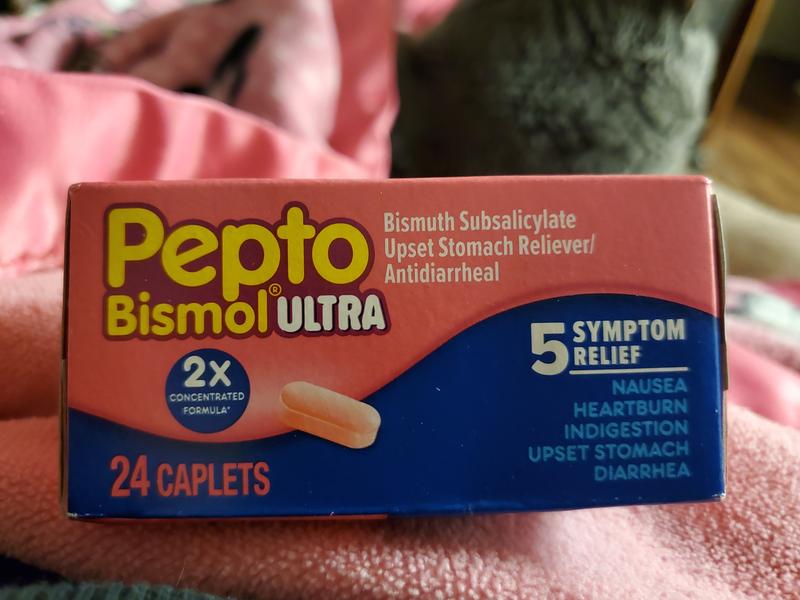 Pepto
Bismol® ULTRA
Bismuth Subsalicylate
Upset Stomach Reliever/
Antidiarrheal
2X
CONCENTRATED
FORMULA*
24 CAPLETS
5 SYMPTOM
RELIEF
NAUSEA
HEARTBURN
INDIGESTION
UPSET STOMACH
DIARRHEA